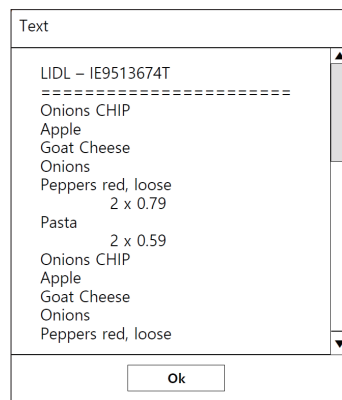 Text
LIDL – IE9513674T
=======================
Onions CHIP
Apple
Goat Cheese
Onions
Peppers red, loose
2 x 0.79
Pasta
2 x 0.59
Onions CHIP
Apple
Goat Cheese
Onions
Peppers red, loose
Ok